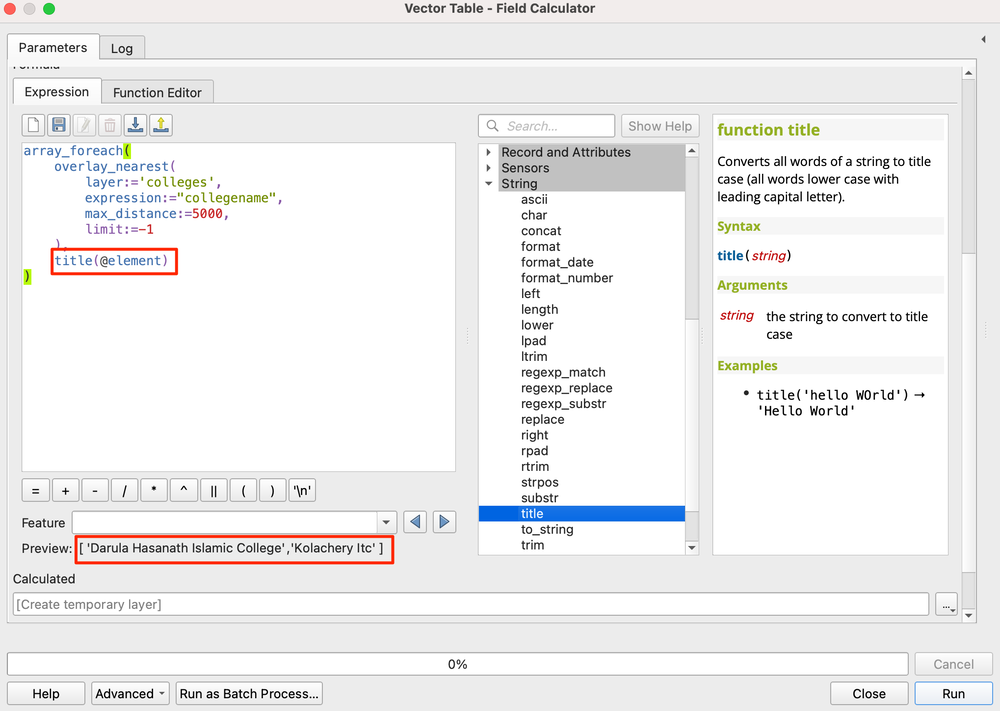 Vector Table - Field Calculator
Parameters
Log
Expression
Function Editor
array_foreach(
overlay_nearest(
layer:='colleges',
expression:="collegename",
max_distance:=5000,
limit:=-1
),
title(@element)
)
= + - / * ^ || ( ) '\n'
Feature
Preview: [ 'Darula Hasanath Islamic College','Kolachery Itc' ]
Search...
Show Help
Record and Attributes
Sensors
String
ascii
char
concat
format
format_date
format_number
left
length
lower
lpad
ltrim
regexp_match
regexp_replace
regexp_substr
replace
right
rpad
rtrim
strpos
substr
title
to_string
trim
function title
Converts all words of a string to title
case (all words lower case with
leading capital letter).
Syntax
title(string)
Arguments
string the string to convert to title
case
Examples
• title('hello WOrld') →
'Hello World'
Calculated
[Create temporary layer]
...
0%
Cancel
Help
Advanced
Run as Batch Process...
Close
Run